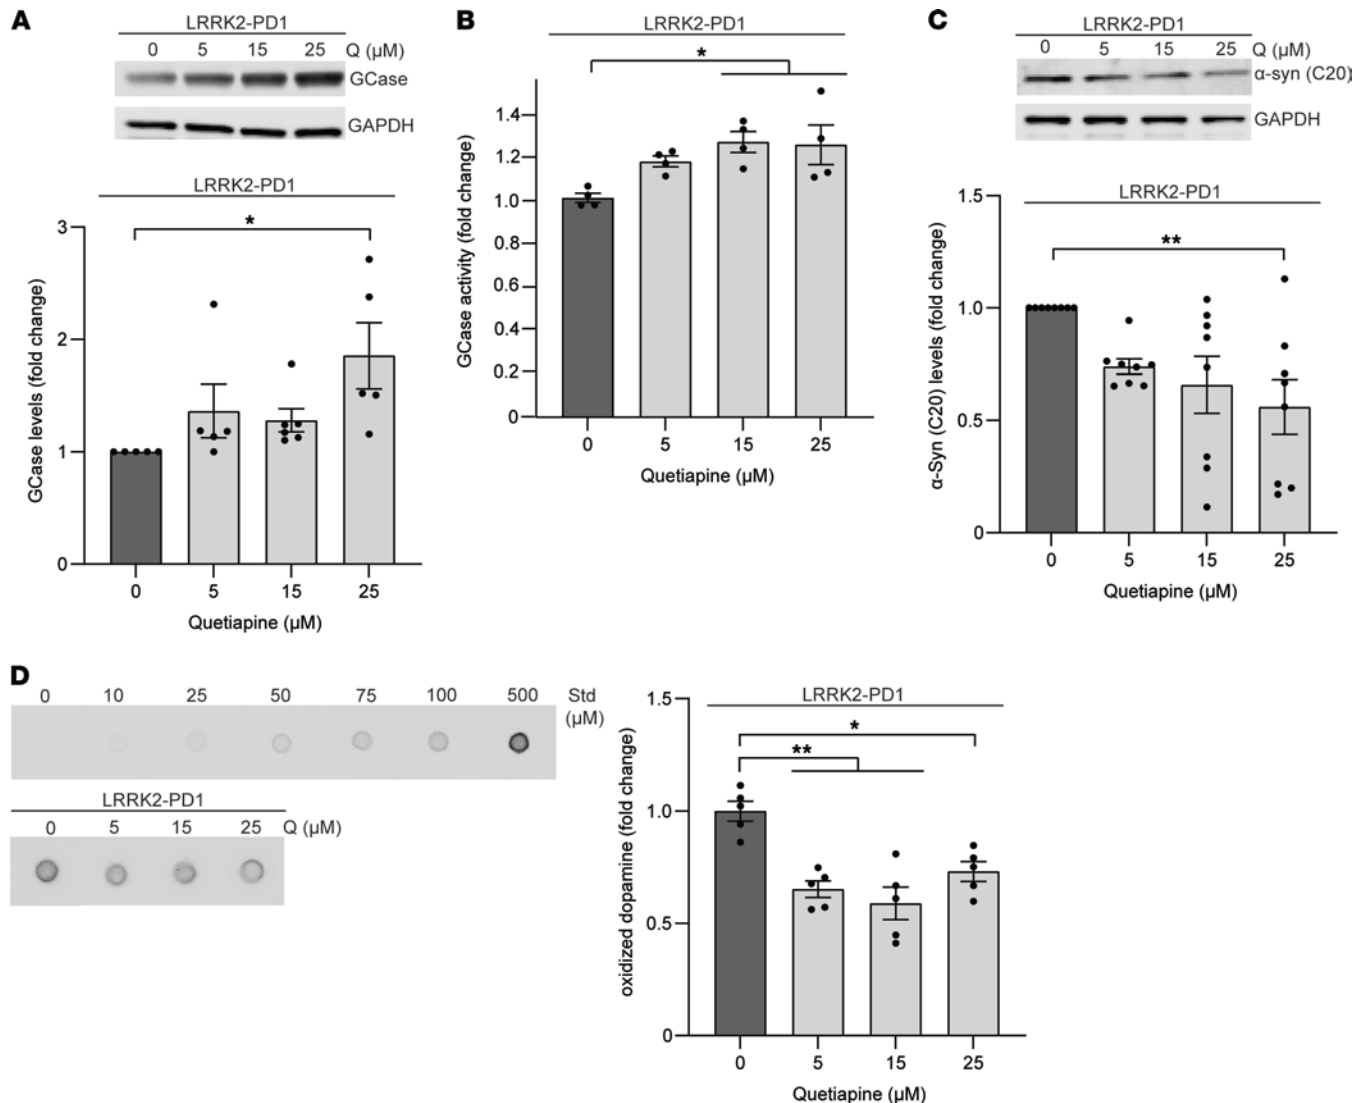 A
LRRK2-PD1
0 5 15 25 Q (µM)
GCase
GAPDH
LRRK2-PD1
*
3
2
1
0
GCase levels (fold change)
0 5 15 25
Quetiapine (µM)
B
LRRK2-PD1
*
1.4
1.2
1.0
0.8
0.6
0.4
0.2
0
GCase activity (fold change)
0 5 15 25
Quetiapine (µM)
C
LRRK2-PD1
0 5 15 25 Q (µM)
α-syn (C20)
GAPDH
LRRK2-PD1
**
1.5
1.0
0.5
0
α-Syn (C20) levels (fold change)
0 5 15 25
Quetiapine (µM)
D
0 10 25 50 75 100 500 Std
(µM)
LRRK2-PD1
0 5 15 25 Q (µM)
LRRK2-PD1
*
**
1.5
1.0
0.5
0
oxidized dopamine (fold change)
0 5 15 25
Quetiapine (µM)